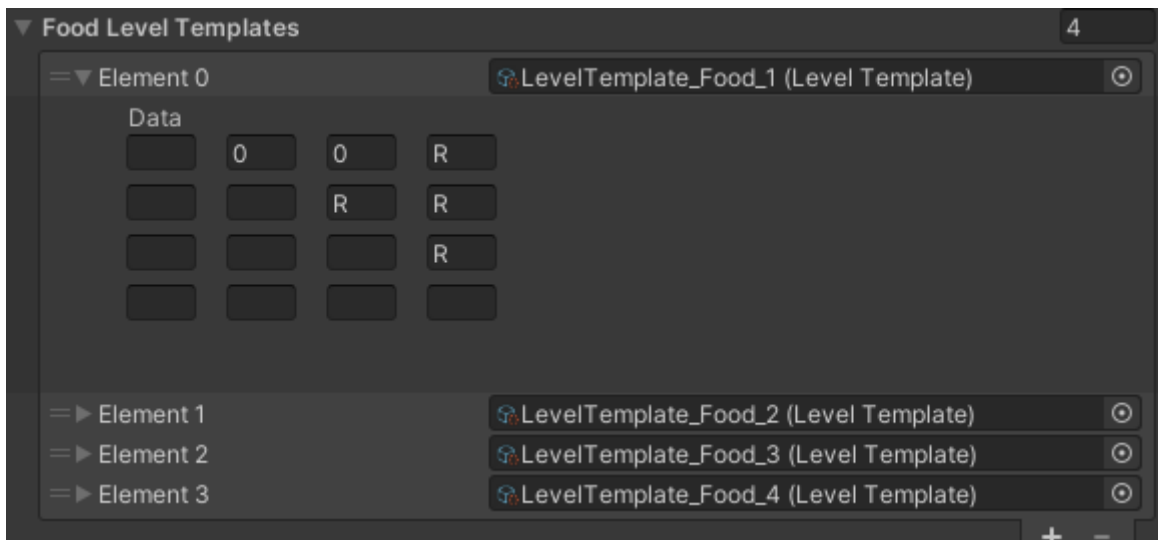 Food Level Templates 4
Element 0 LevelTemplate_Food_1 (Level Template)
Data
0 0 R
R R
R
Element 1 LevelTemplate_Food_2 (Level Template)
Element 2 LevelTemplate_Food_3 (Level Template)
Element 3 LevelTemplate_Food_4 (Level Template)
+ −